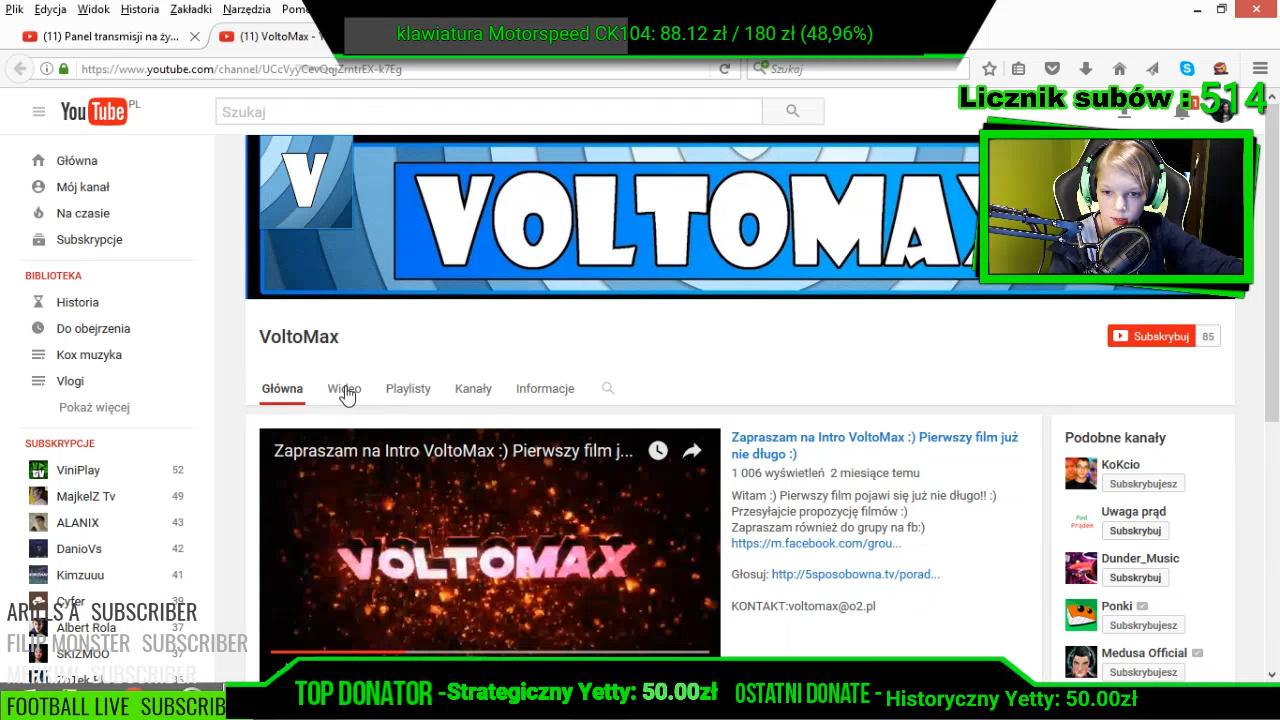 Plik Edycja Widok Historia Zakładki Narzędzia
klawiatura Motorspeed CK104: 88.12 zł / 180 zł (48,96%)
(11) Panel transmisji na ży...
(11) VoltoMax -
https://www.youtube.com/channel/
Szukaj
Licznik subów : 514
YouTube PL
Szukaj
1
Główna
Mój kanał
Na czasie
Subskrypcje
BIBLIOTEKA
Historia
Do obejrzenia
Kox muzyka
Vlogi
Pokaż więcej
SUBSKRYPCJE
ViniPlay 52
MajkelZ Tv 49
ALANIX 43
DanioVs 42
Kimzuuu 41
Cyfer 39
Albert Rola 37
SKIZMOO 37
V
VOLTOMAX
VoltoMax
Subskrybuj 85
Główna Wideo Playlisty Kanały Informacje
Zapraszam na Intro VoltoMax :) Pierwszy film j...
VOLTOMAX
Zapraszam na Intro VoltoMax :) Pierwszy film już
nie długo :)
1 006 wyświetleń 2 miesiące temu
Witam :) Pierwszy film pojawi się już nie długo!! :)
Przesyłajcie propozycję filmów :)
Zapraszam również do grupy na fb:)
https://m.facebook.com/grou...
Głosuj: http://5sposobowna.tv/porad...
KONTAKT:voltomax@o2.pl
Podobne kanały
KoKcio
Subskrybujesz
Uwaga prąd
Subskrybuj
Dunder_Music
Subskrybuj
Ponki
Subskrybujesz
Medusa Official
Subskrybujesz
SUBSCRIBER
FILIP MONSTER SUBSCRIBER
SUBSCRIBER
FOOTBALL LIVE SUBSCRIB
TOP DONATOR -Strategiczny Yetty: 50.00zł
OSTATNI DONATE - Historyczny Yetty: 50.00zł